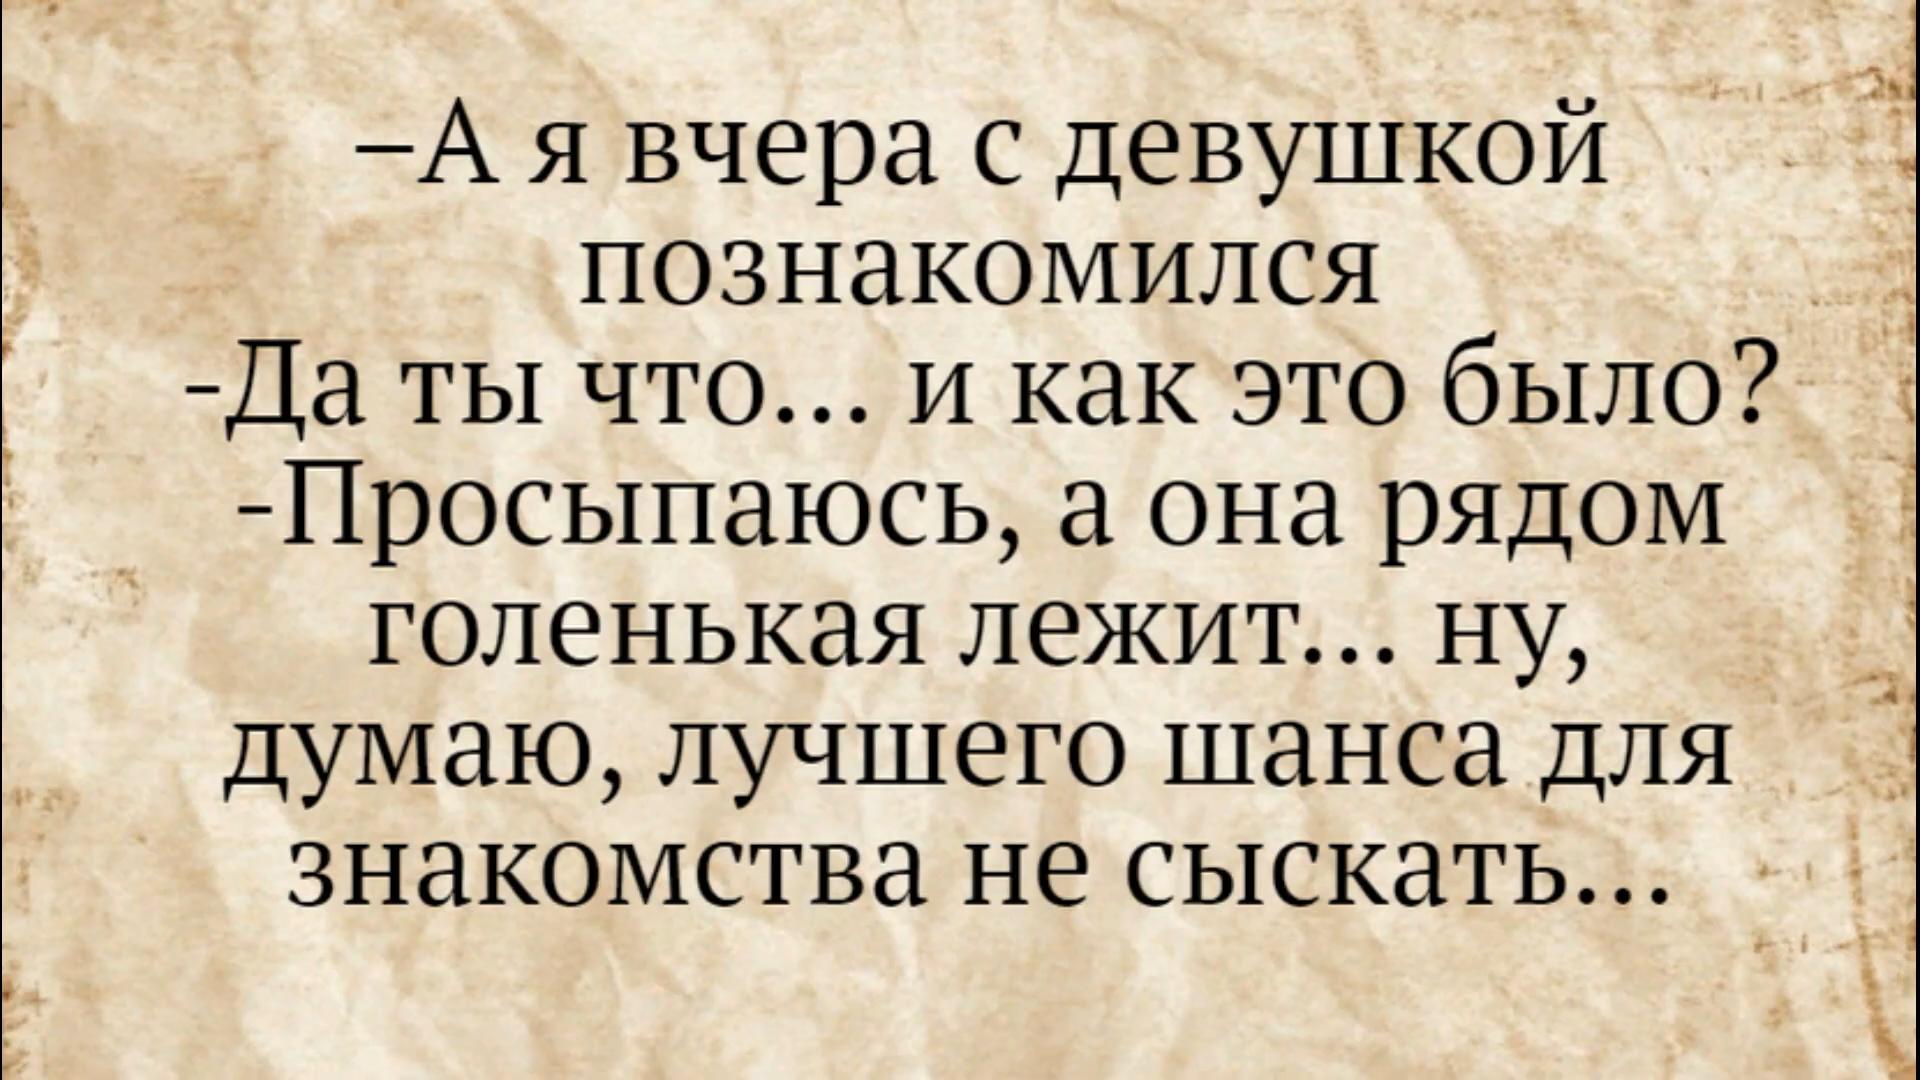 –А я вчера с девушкой
познакомился
-Да ты что... и как это было?
-Просыпаюсь, а она рядом
голенькая лежит... ну,
думаю, лучшего шанса для
знакомства не сыскать...